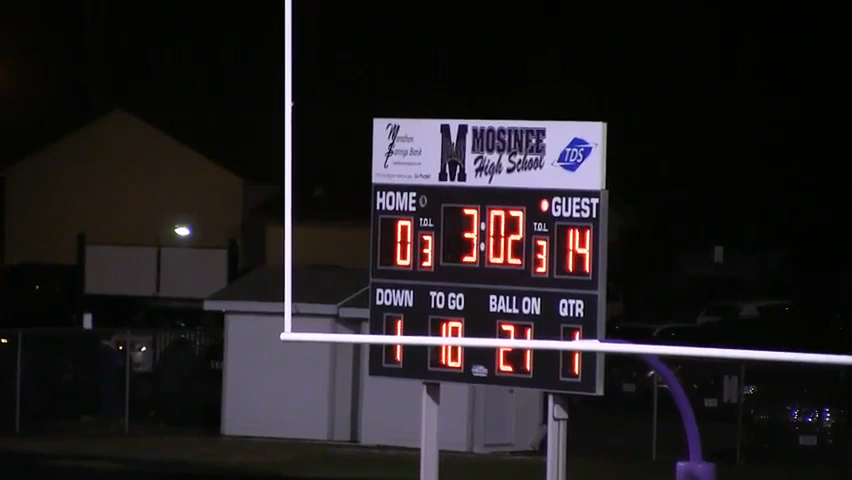 Marathon
Savings Bank
M
MOSINEE
High School
TDS
HOME
GUEST
T.O.L
T.O.L
0
3
3:02
3
14
DOWN
TO GO
BALL ON
QTR
1
10
21
1